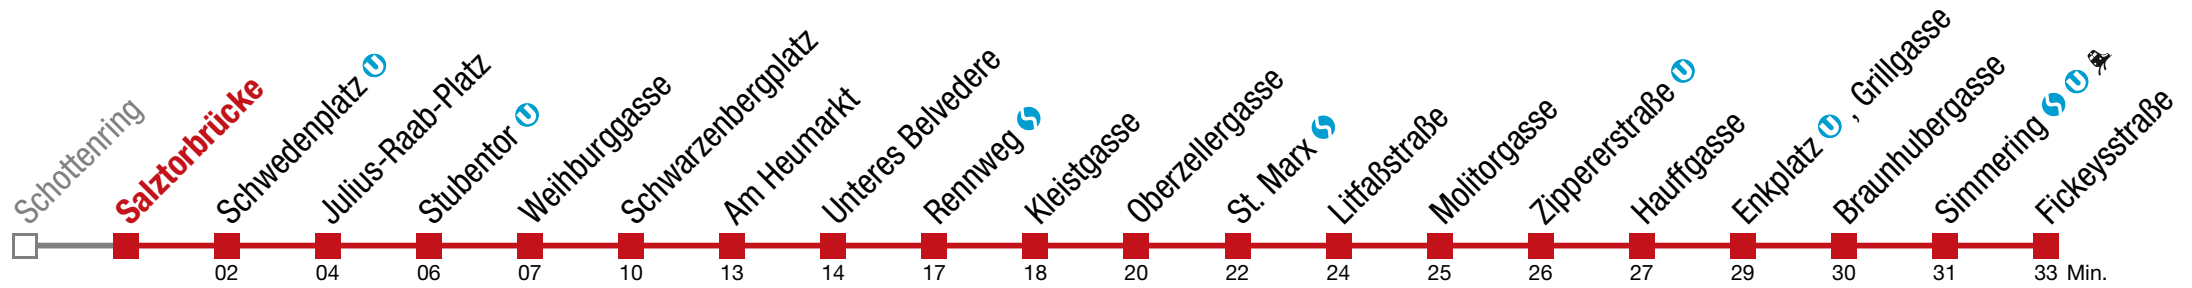 Schottenring
Salztorbrücke
Schwedenplatz U
Julius-Raab-Platz
Stubentor U
Weihburggasse
Schwarzenbergplatz
Am Heumarkt
Unteres Belvedere
Rennweg S
Kleistgasse
Oberzellergasse
St. Marx S
Litfaßstraße
Molitorgasse
Zippererstraße U
Hauffgasse
Enkplatz U , Grillgasse
Braunhubergasse
Simmering S U
Fickeysstraße
02 04 06 07 10 13 14 17 18 20 22 24 25 26 27 29 30 31 33 Min.